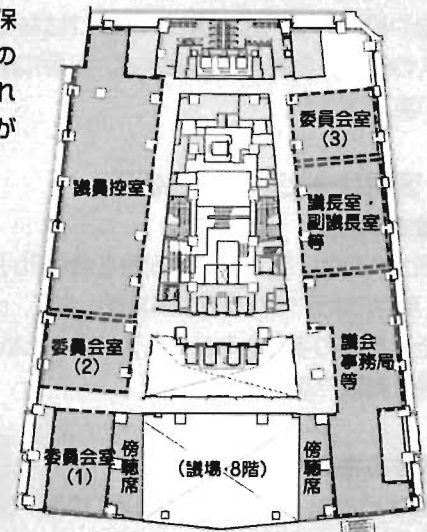 保
の
れ
が
委員会室
(3)
議員控室
議長室・
副議長室
等
委員会室
(2)
議会
事務局
等
委員会室
(1)
傍聴席
(議場・8階)
傍聴席